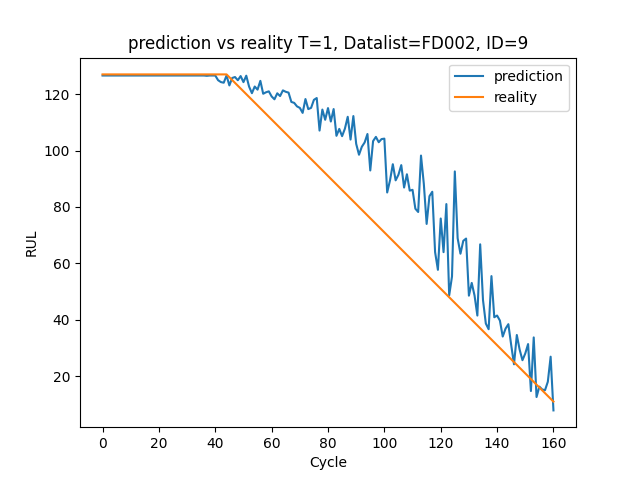 prediction vs reality T=1, Datalist=FD002, ID=9
prediction
reality
RUL
120
100
80
60
40
20
0 20 40 60 80 100 120 140 160
Cycle